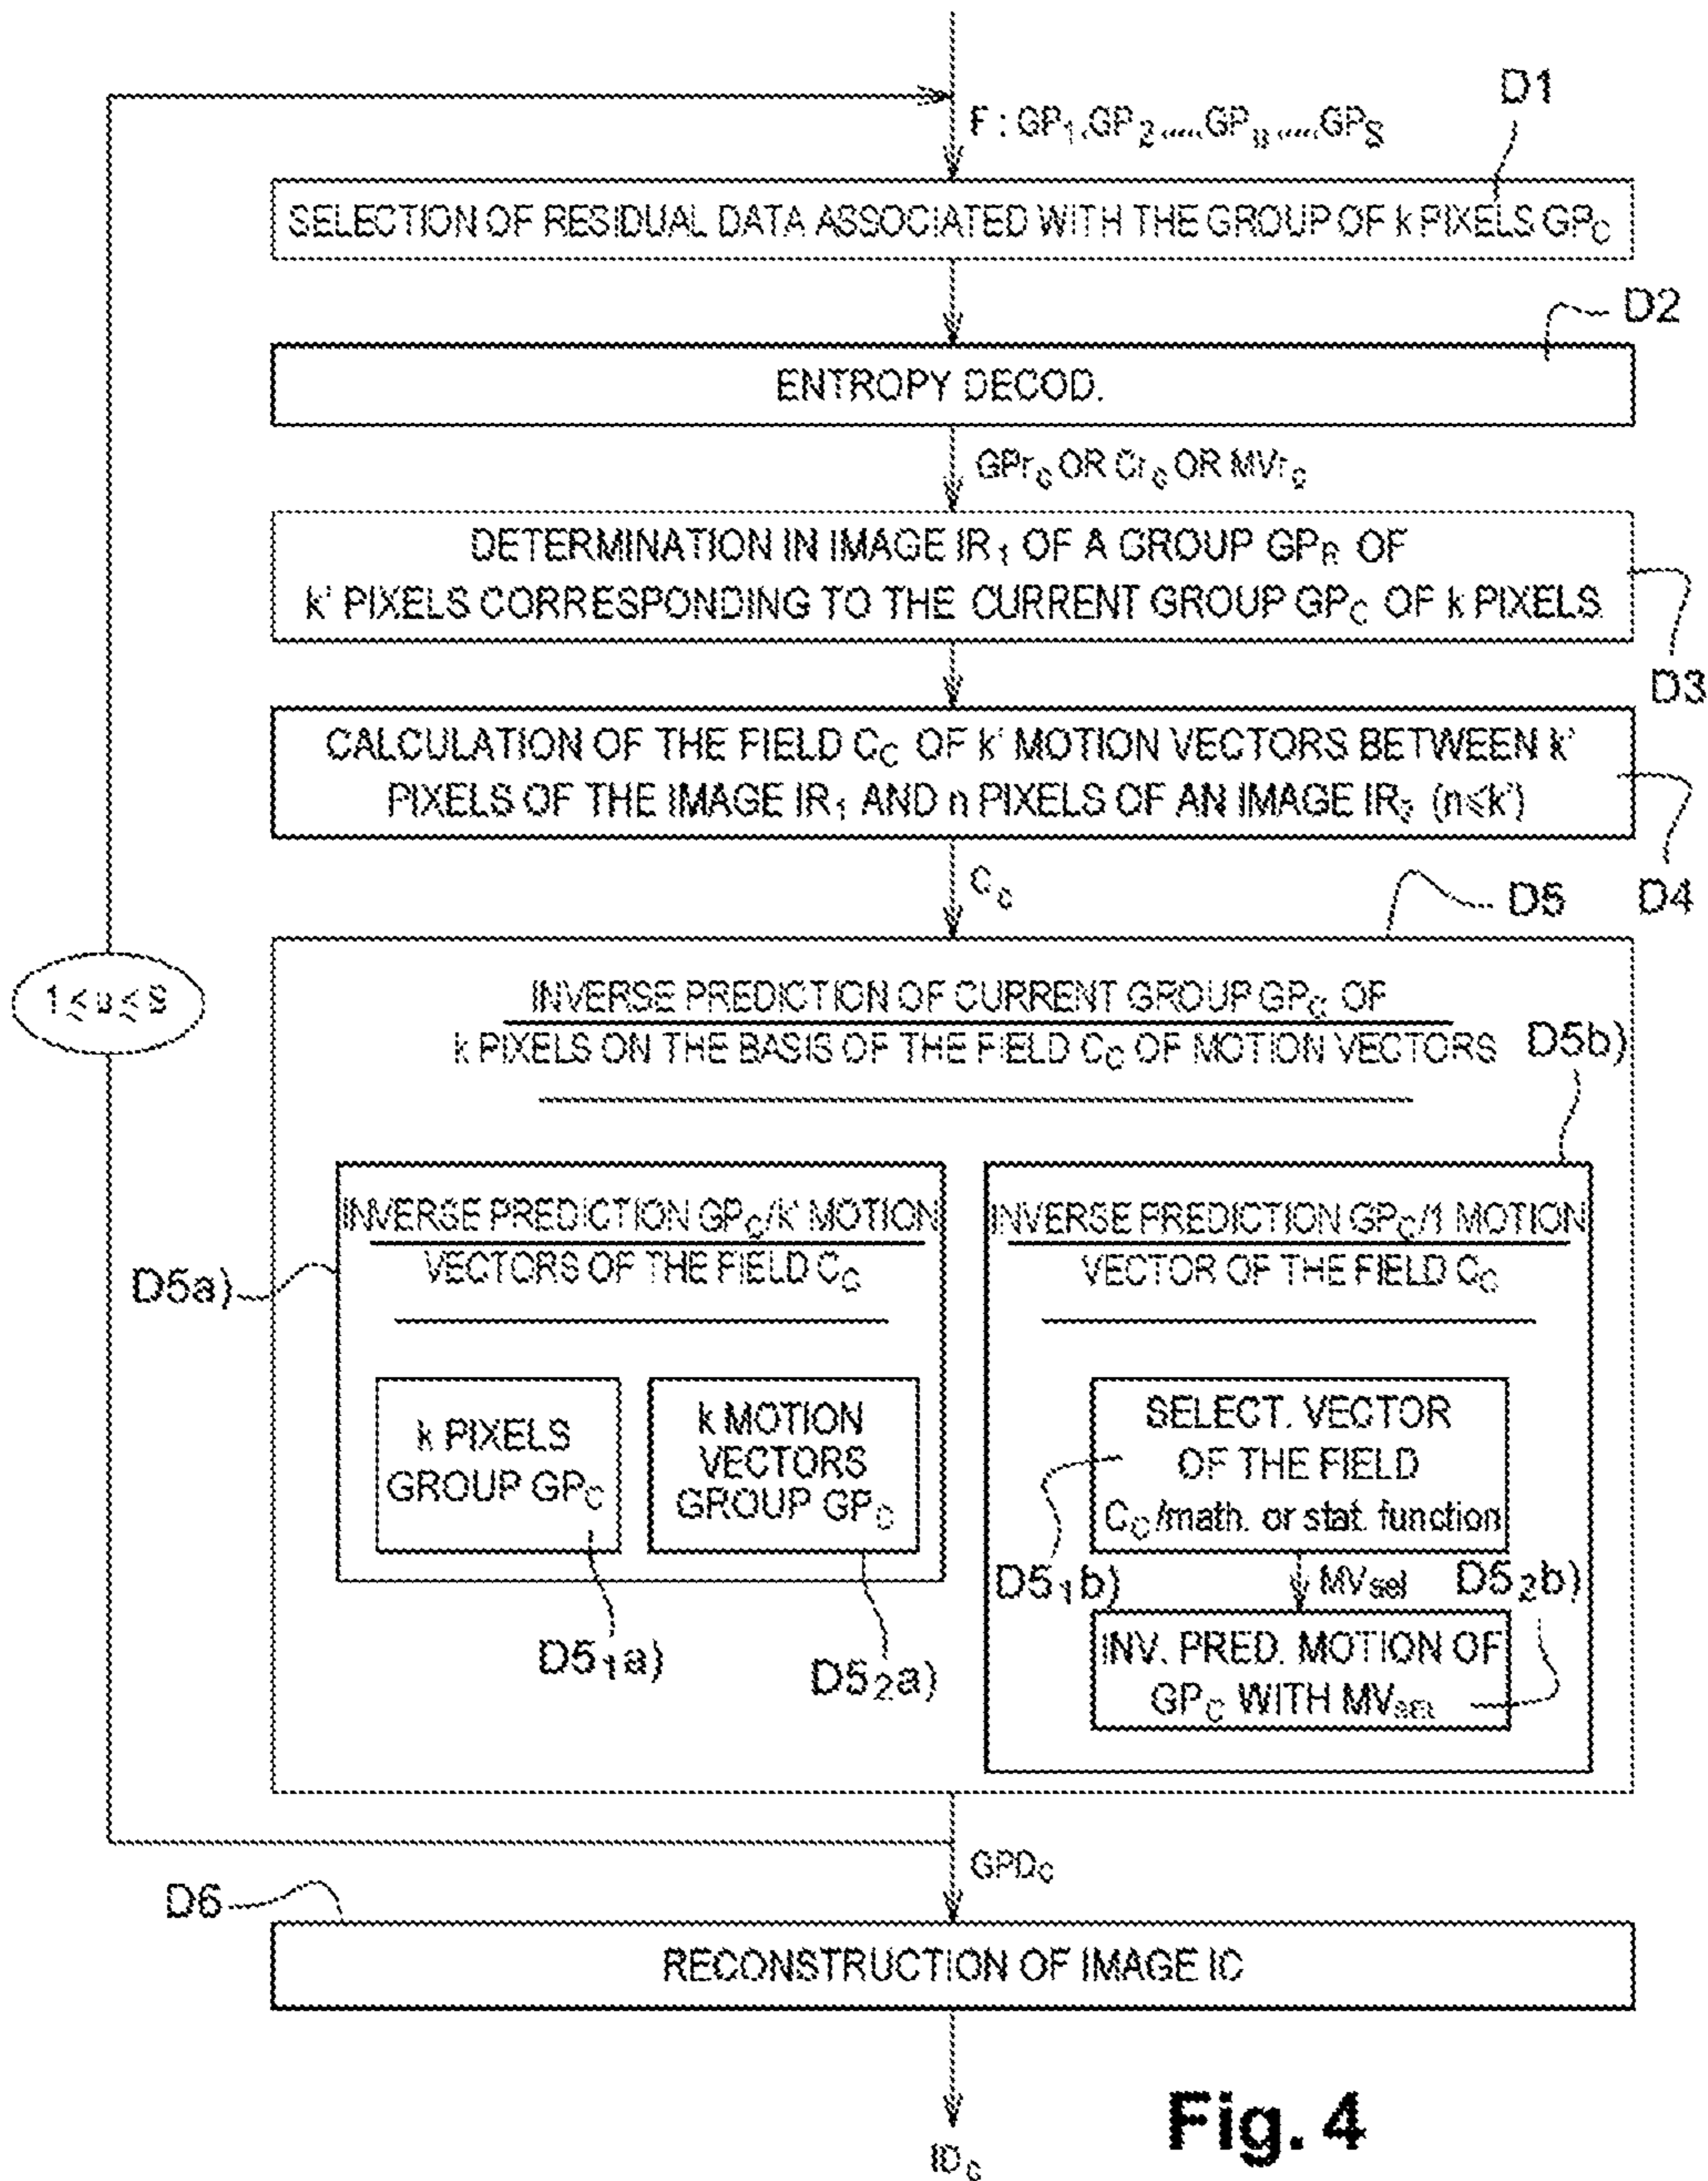 D1
F : GP1,GP2,....,GPu,....,GPS
SELECTION OF RESIDUAL DATA ASSOCIATED WITH THE GROUP OF k PIXELS GPC
D2
ENTROPY DECOD.
GPrC OR CrC OR MVrC
DETERMINATION IN IMAGE IR1 OF A GROUP GPR OF
k' PIXELS CORRESPONDING TO THE CURRENT GROUP GPC OF k PIXELS
D3
CALCULATION OF THE FIELD CC OF k' MOTION VECTORS BETWEEN k'
PIXELS OF THE IMAGE IR1 AND n PIXELS OF AN IMAGE IR2 (n≤k')
D4
CC
D5
1 ≤ u ≤ S
INVERSE PREDICTION OF CURRENT GROUP GPC OF
k PIXELS ON THE BASIS OF THE FIELD CC OF MOTION VECTORS
D5b)
INVERSE PREDICTION GPC/k' MOTION
VECTORS OF THE FIELD CC
D5a)
INVERSE PREDICTION GPC/1 MOTION
VECTOR OF THE FIELD CC
k PIXELS
GROUP GPC
k MOTION
VECTORS
GROUP GPC
SELECT. VECTOR
OF THE FIELD
CC/math. or stat. function
D51a)
D52a)
D51b)
MVsel
D52b)
INV. PRED. MOTION OF
GPC WITH MVsel
GPDC
D6
RECONSTRUCTION OF IMAGE IC
IDC
Fig. 4